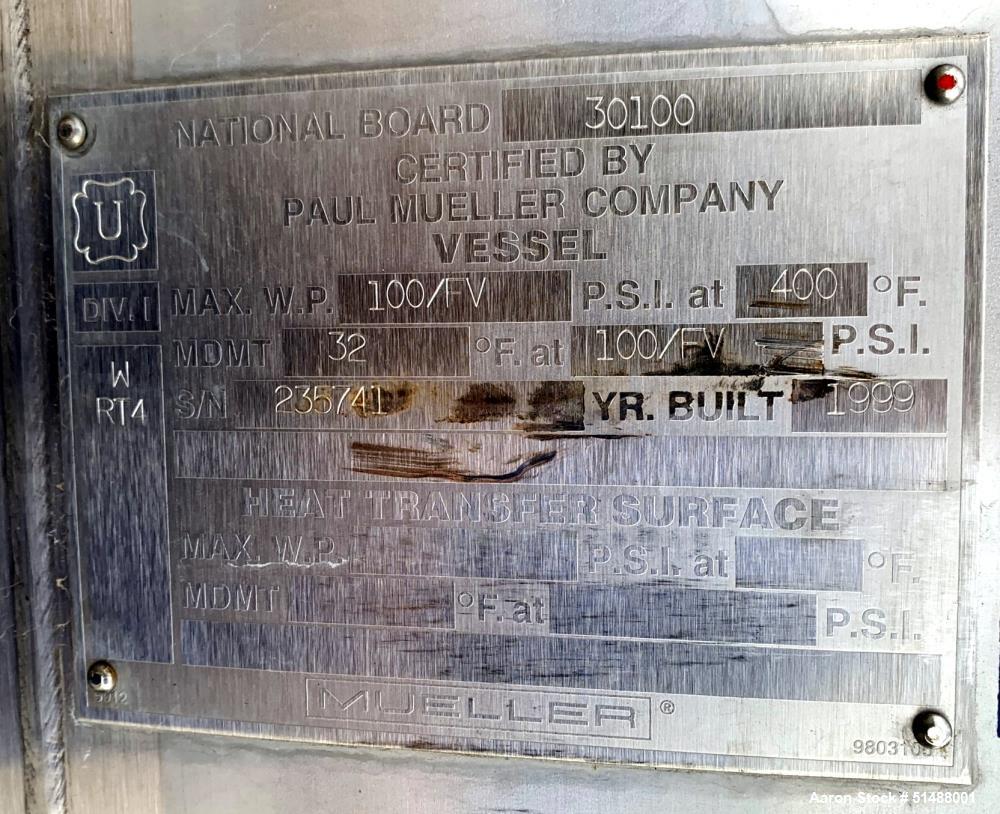 NATIONAL BOARD 30100
CERTIFIED BY
PAUL MUELLER COMPANY
VESSEL
U
DIV. I
W
RT4
MAX. W.P. 100/FV P.S.I. at 400 °F.
MDMT 32 °F. at 100/FV P.S.I.
S/N 235741 YR. BUILT 1999
HEAT TRANSFER SURFACE
MAX. W.P. P.S.I. at °F.
MDMT °F. at P.S.I.
MUELLER ®
Aaron Stock # 51488001